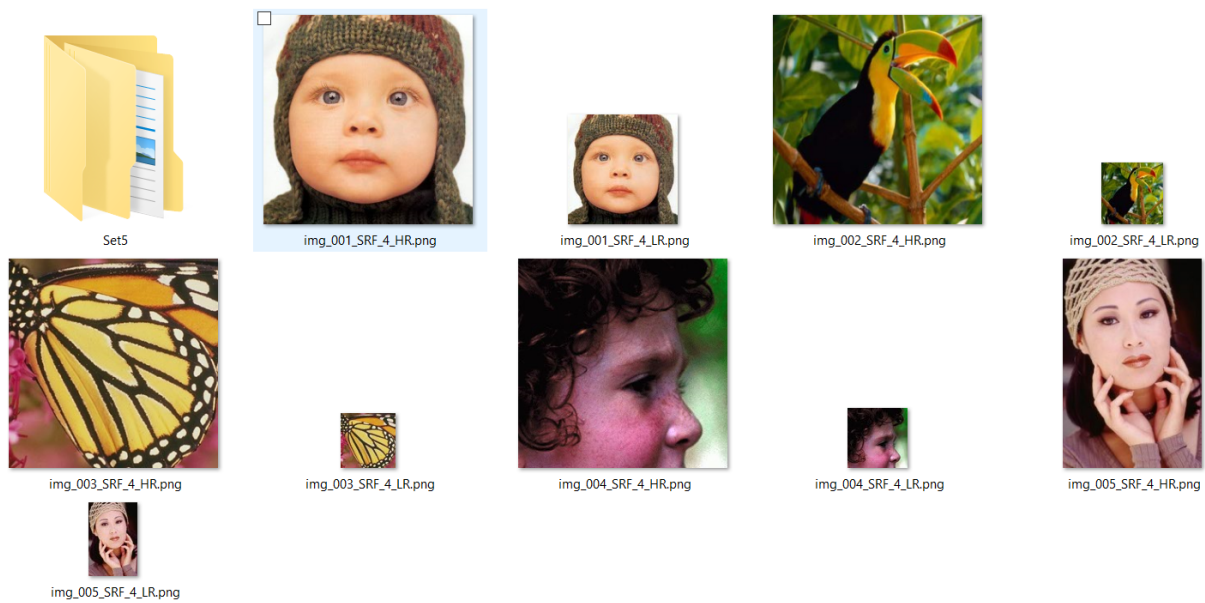 Set5
img_001_SRF_4_HR.png
img_001_SRF_4_LR.png
img_002_SRF_4_HR.png
img_002_SRF_4_LR.png
img_003_SRF_4_HR.png
img_003_SRF_4_LR.png
img_004_SRF_4_HR.png
img_004_SRF_4_LR.png
img_005_SRF_4_HR.png
img_005_SRF_4_LR.png